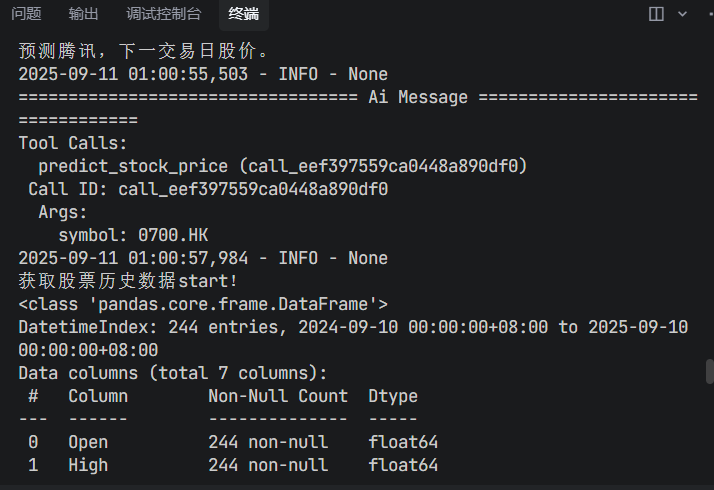 问题 输出 调试控制台 终端
预测腾讯，下一交易日股价。
2025-09-11 01:00:55,503 - INFO - None
================================== Ai Message ======================
============
Tool Calls:
  predict_stock_price (call_eef397559ca0448a890df0)
 Call ID: call_eef397559ca0448a890df0
  Args:
    symbol: 0700.HK
2025-09-11 01:00:57,984 - INFO - None
获取股票历史数据start!
<class 'pandas.core.frame.DataFrame'>
DatetimeIndex: 244 entries, 2024-09-10 00:00:00+08:00 to 2025-09-10
00:00:00+08:00
Data columns (total 7 columns):
 #   Column        Non-Null Count  Dtype
---  ------        --------------  -----
 0   Open          244 non-null    float64
 1   High          244 non-null    float64